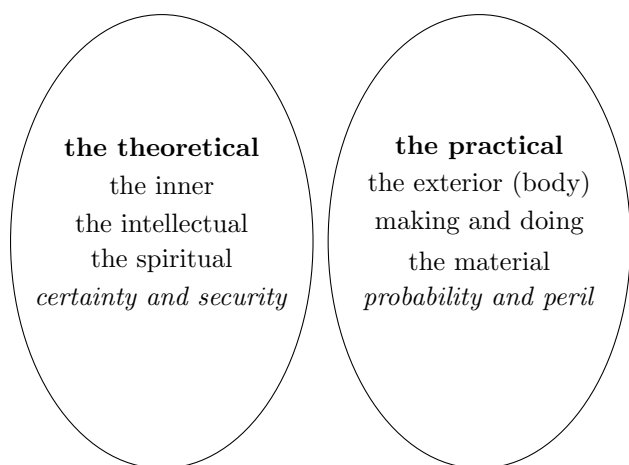 the theoretical
the inner
the intellectual
the spiritual
certainty and security
the practical
the exterior (body)
making and doing
the material
probability and peril